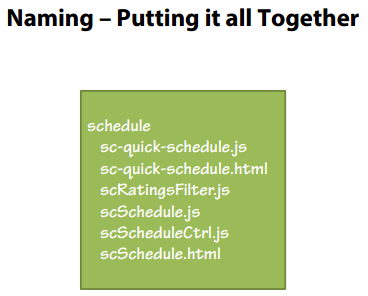 Naming – Putting it all Together
schedule
sc-quick-schedule.js
sc-quick-schedule.html
scRatingsFilter.js
scSchedule.js
scScheduleCtrl.js
scSchedule.html